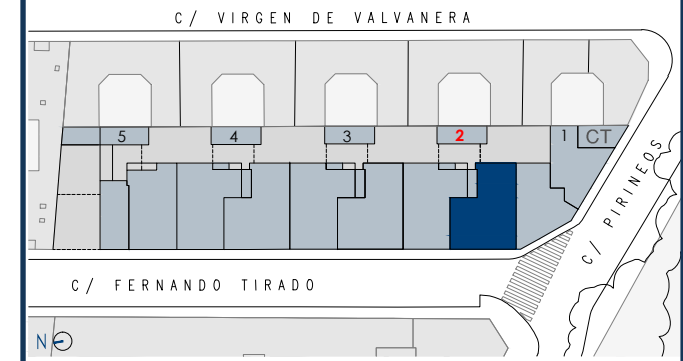 C/ VIRGEN DE VALVANERA
5 4 3 2 1 CT
C/ PIRINEOS
C/ FERNANDO TIRADO
N